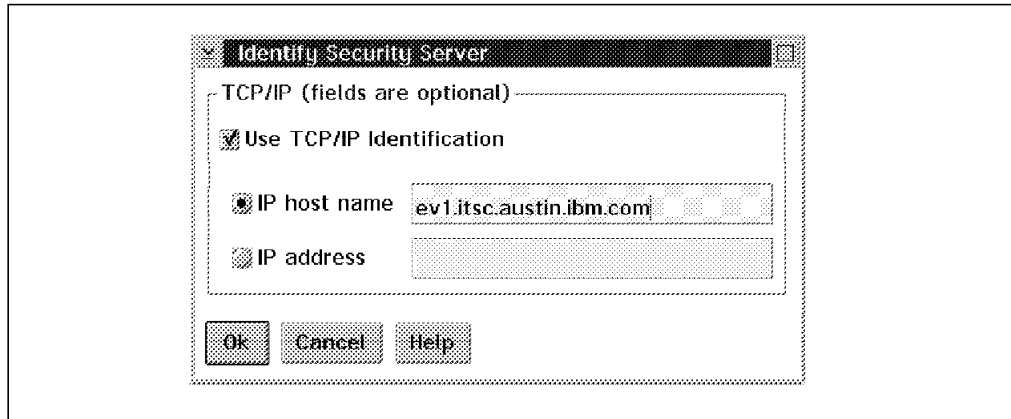 Identify Security Server
TCP/IP (fields are optional)
Use TCP/IP Identification
IP host name ev1.itsc.austin.ibm.com
IP address
Ok Cancel Help